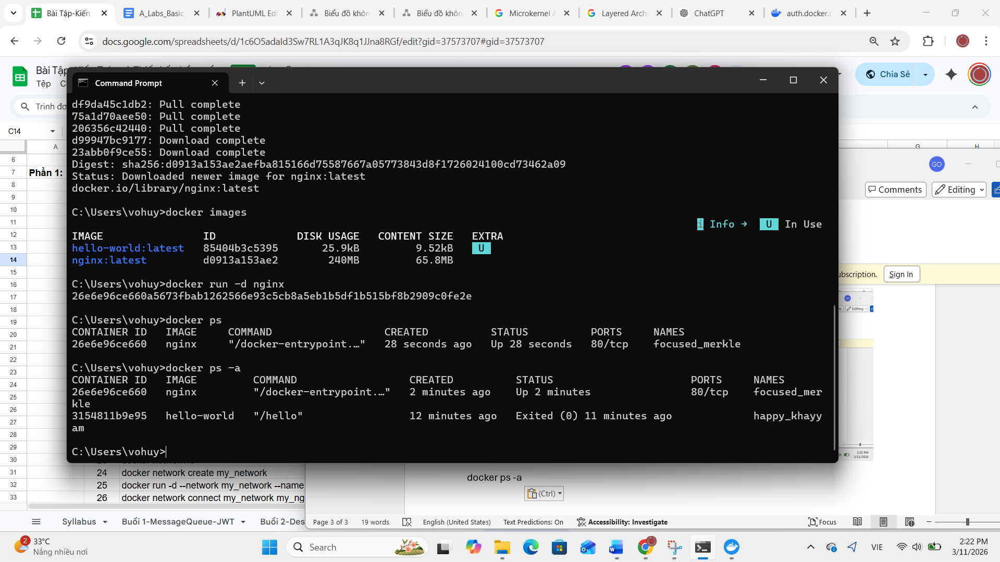 Bài Tập-Kiến
A_Labs_Basic_
PlantUML Edi
Biểu đồ khôn
Biểu đồ khôn
Microkernel A
Layered Archi
ChatGPT
auth.docker.c
docs.google.com/spreadsheets/d/1c6O5adaId3Sw7RL1A3qJK8q1JJna8RGf/edit?gid=37573707#gid=37573707
Tệp
Chia Sẻ
Trình đơ
C14
A
G
H
6
7
Phần 1:
8
9
10
11
12
13
14
15
16
17
18
19
20
21
22
23
24
25
26
27
28
29
30
31
32
33
Command Prompt
df9da45c1db2: Pull complete
75a1d70aee50: Pull complete
206356c42440: Pull complete
d99947bc9177: Download complete
23abb0f9ce55: Download complete
Digest: sha256:d0913a153ae2aefba815166d75587667a05773843d8f1726024100cd73462a09
Status: Downloaded newer image for nginx:latest
docker.io/library/nginx:latest
C:\Users\vohuy>docker images
i Info → U In Use
IMAGE ID DISK USAGE CONTENT SIZE EXTRA
hello-world:latest 85404b3c5395 25.9kB 9.52kB U
nginx:latest d0913a153ae2 240MB 65.8MB
C:\Users\vohuy>docker run -d nginx
26e6e96ce660a5673fbab1262566e93c5cb8a5eb1b5df1b515bf8b2909c0fe2e
C:\Users\vohuy>docker ps
CONTAINER ID IMAGE COMMAND CREATED STATUS PORTS NAMES
26e6e96ce660 nginx "/docker-entrypoint.…" 28 seconds ago Up 28 seconds 80/tcp focused_merkle
C:\Users\vohuy>docker ps -a
CONTAINER ID IMAGE COMMAND CREATED STATUS PORTS NAMES
26e6e96ce660 nginx "/docker-entrypoint.…" 2 minutes ago Up 2 minutes 80/tcp focused_mer
kle
3154811b9e95 hello-world "/hello" 12 minutes ago Exited (0) 11 minutes ago happy_khayy
am
C:\Users\vohuy>
GO
Comments
Editing
ubscription.
Sign In
24 docker network create my_network
25 docker run -d --network my_network --name
26 docker network connect my_network my_ng
docker ps -a
(Ctrl)
Syllabus
Buổi 1-MessageQueue-JWT
Buổi 2-Des
Page 3 of 3
19 words
English (United States)
Text Predictions: On
Accessibility: Investigate
Focus
2
33°C
Nắng nhiều nơi
Search
VIE
2:22 PM
3/11/2026